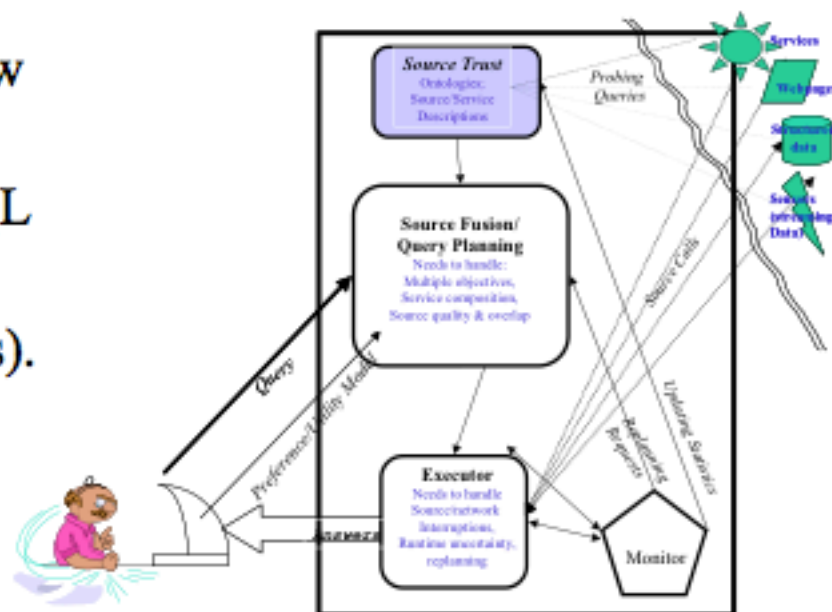 w
L
s).
Source Trust
Ontologies;
Source/Service
Descriptions
Probing
Queries
Services
Webpages
Structured
data
Sensors
(streaming
Data)
Source Fusion/
Query Planning
Needs to handle:
Multiple objectives,
Service composition,
Source quality & overlap
Source Calls
Query
Preference/Utility Model
Replanning
Requests
Updating Statistics
Executor
Needs to handle
Source/network
Interruptions,
Runtime uncertainty,
replanning
Answers
Monitor